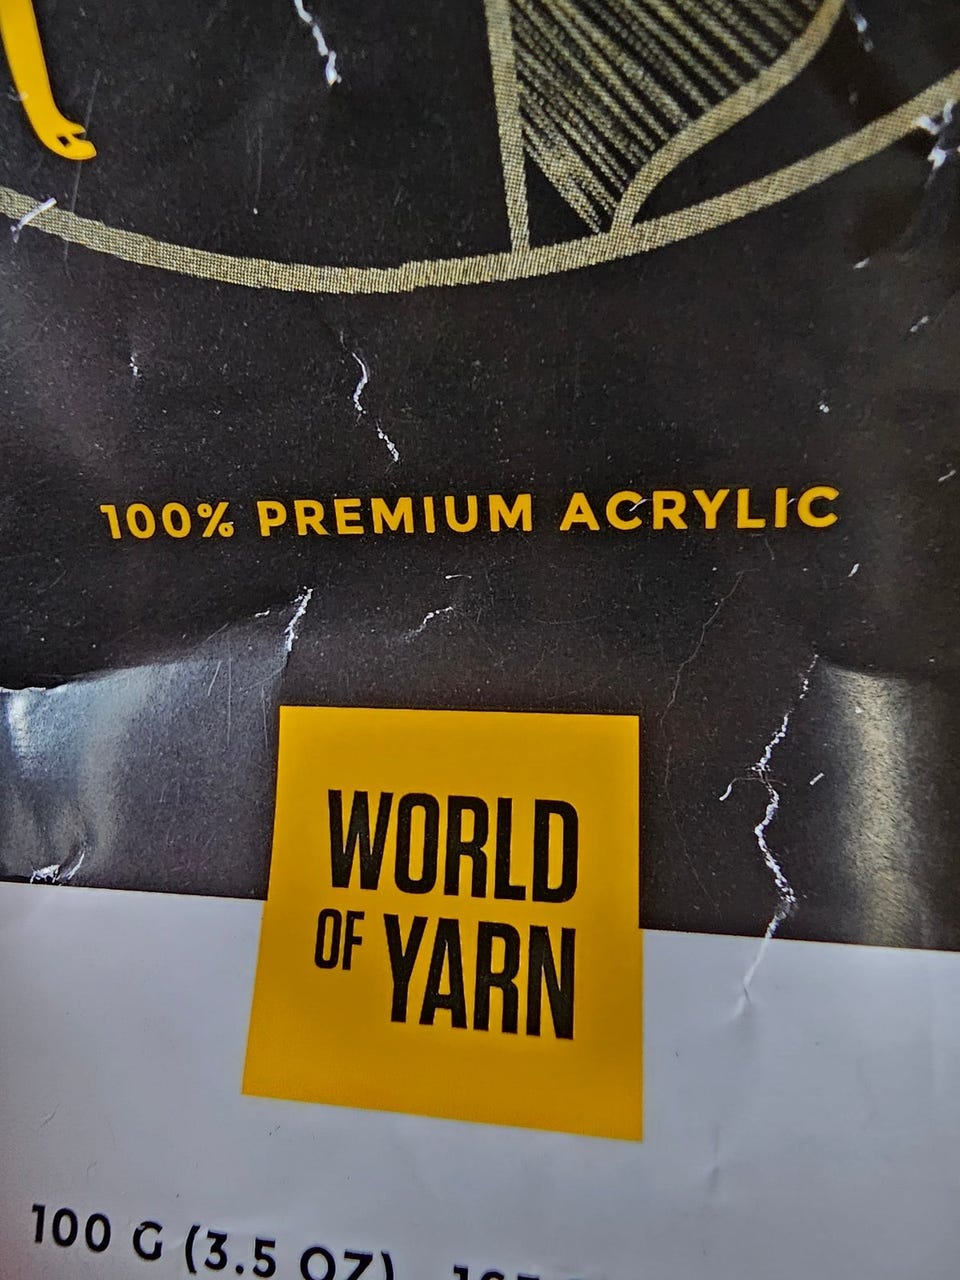 100% PREMIUM ACRYLIC
WORLD
OF YARN
100 G (3.5 OZ)